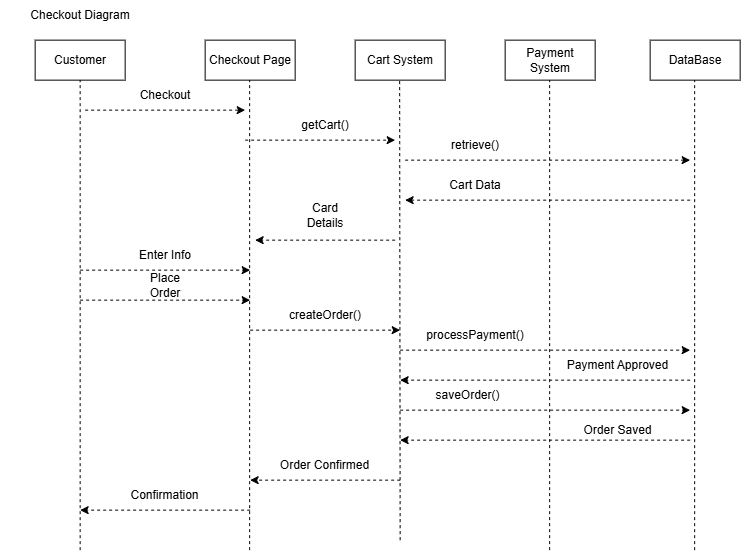 Checkout Diagram
Customer
Checkout Page
Cart System
Payment
System
DataBase
Checkout
getCart()
retrieve()
Cart Data
Card
Details
Enter Info
Place
Order
createOrder()
processPayment()
Payment Approved
saveOrder()
Order Saved
Order Confirmed
Confirmation